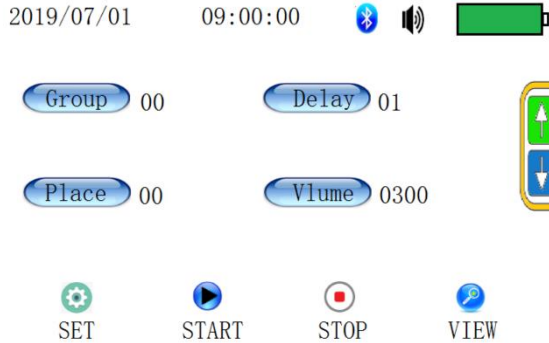 2019/07/01 09:00:00
Group 00 Delay 01
Place 00 Vlume 0300
SET START STOP VIEW